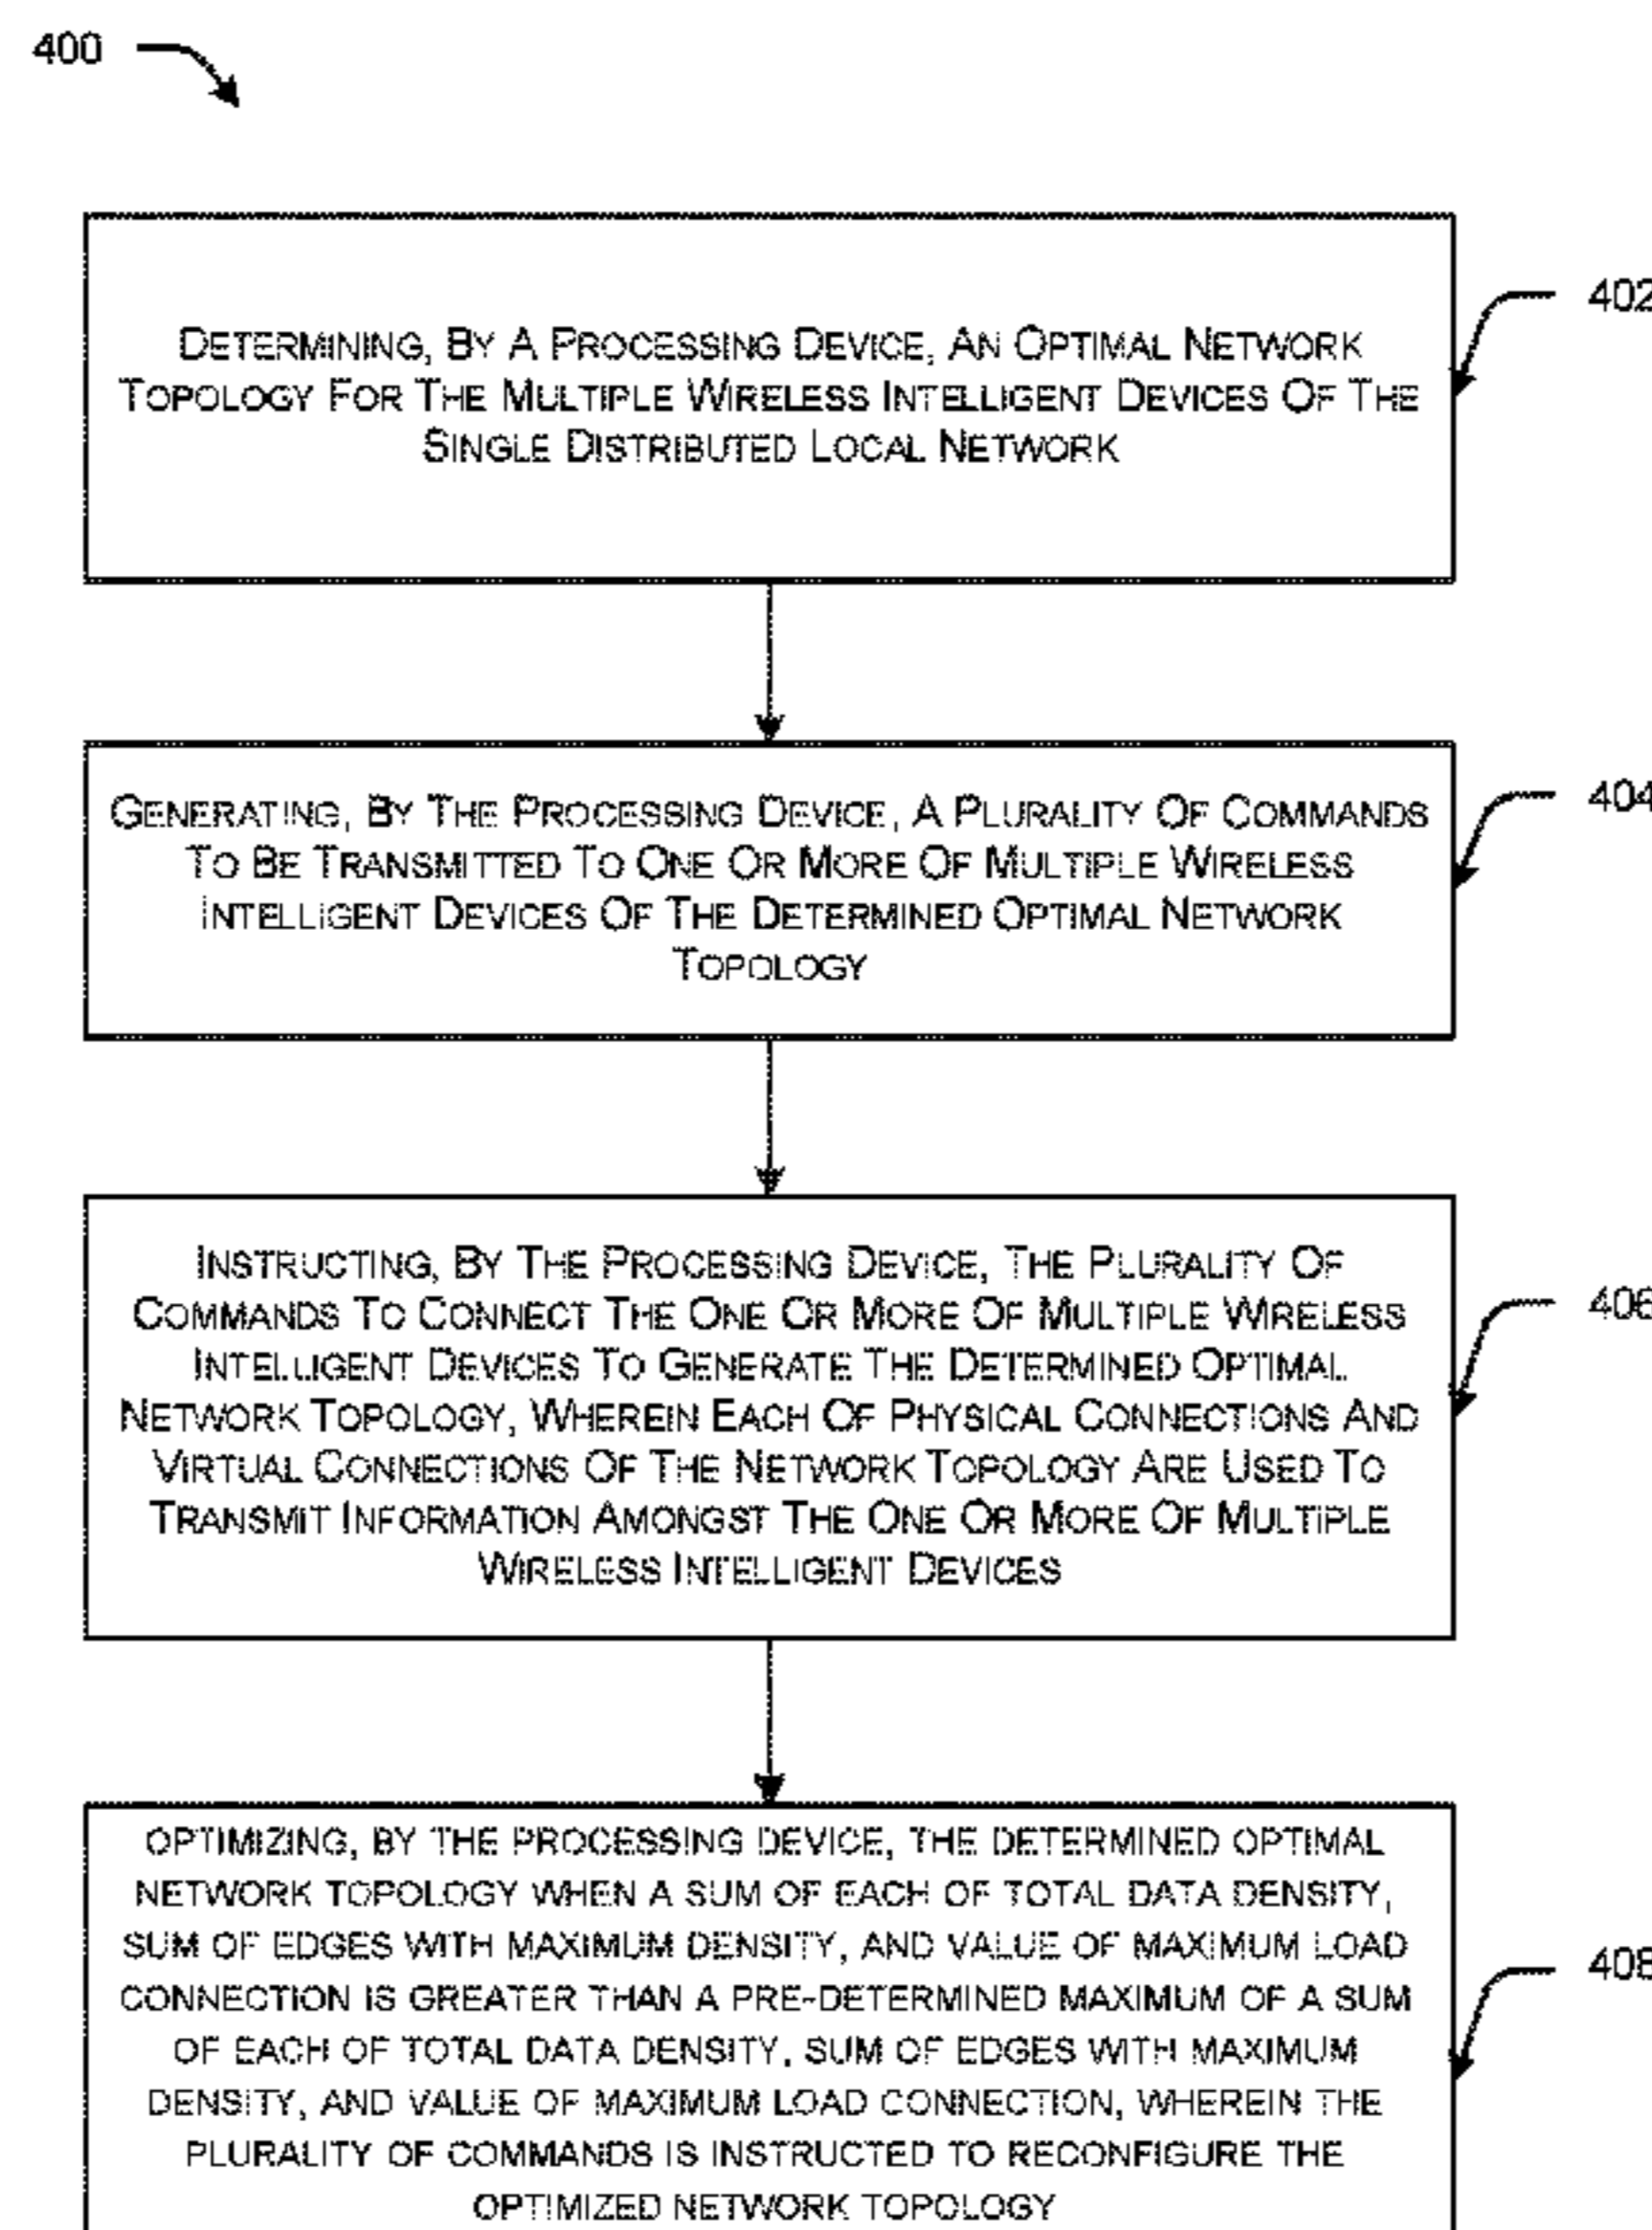 400
402
DETERMINING, BY A PROCESSING DEVICE, AN OPTIMAL NETWORK
TOPOLOGY FOR THE MULTIPLE WIRELESS INTELLIGENT DEVICES OF THE
SINGLE DISTRIBUTED LOCAL NETWORK
404
GENERATING, BY THE PROCESSING DEVICE, A PLURALITY OF COMMANDS
TO BE TRANSMITTED TO ONE OR MORE OF MULTIPLE WIRELESS
INTELLIGENT DEVICES OF THE DETERMINED OPTIMAL NETWORK
TOPOLOGY
406
INSTRUCTING, BY THE PROCESSING DEVICE, THE PLURALITY OF
COMMANDS TO CONNECT THE ONE OR MORE OF MULTIPLE WIRELESS
INTELLIGENT DEVICES TO GENERATE THE DETERMINED OPTIMAL
NETWORK TOPOLOGY, WHEREIN EACH OF PHYSICAL CONNECTIONS AND
VIRTUAL CONNECTIONS OF THE NETWORK TOPOLOGY ARE USED TO
TRANSMIT INFORMATION AMONGST THE ONE OR MORE OF MULTIPLE
WIRELESS INTELLIGENT DEVICES
408
OPTIMIZING, BY THE PROCESSING DEVICE, THE DETERMINED OPTIMAL
NETWORK TOPOLOGY WHEN A SUM OF EACH OF TOTAL DATA DENSITY,
SUM OF EDGES WITH MAXIMUM DENSITY, AND VALUE OF MAXIMUM LOAD
CONNECTION IS GREATER THAN A PRE-DETERMINED MAXIMUM OF A SUM
OF EACH OF TOTAL DATA DENSITY, SUM OF EDGES WITH MAXIMUM
DENSITY, AND VALUE OF MAXIMUM LOAD CONNECTION, WHEREIN THE
PLURALITY OF COMMANDS IS INSTRUCTED TO RECONFIGURE THE
OPTIMIZED NETWORK TOPOLOGY